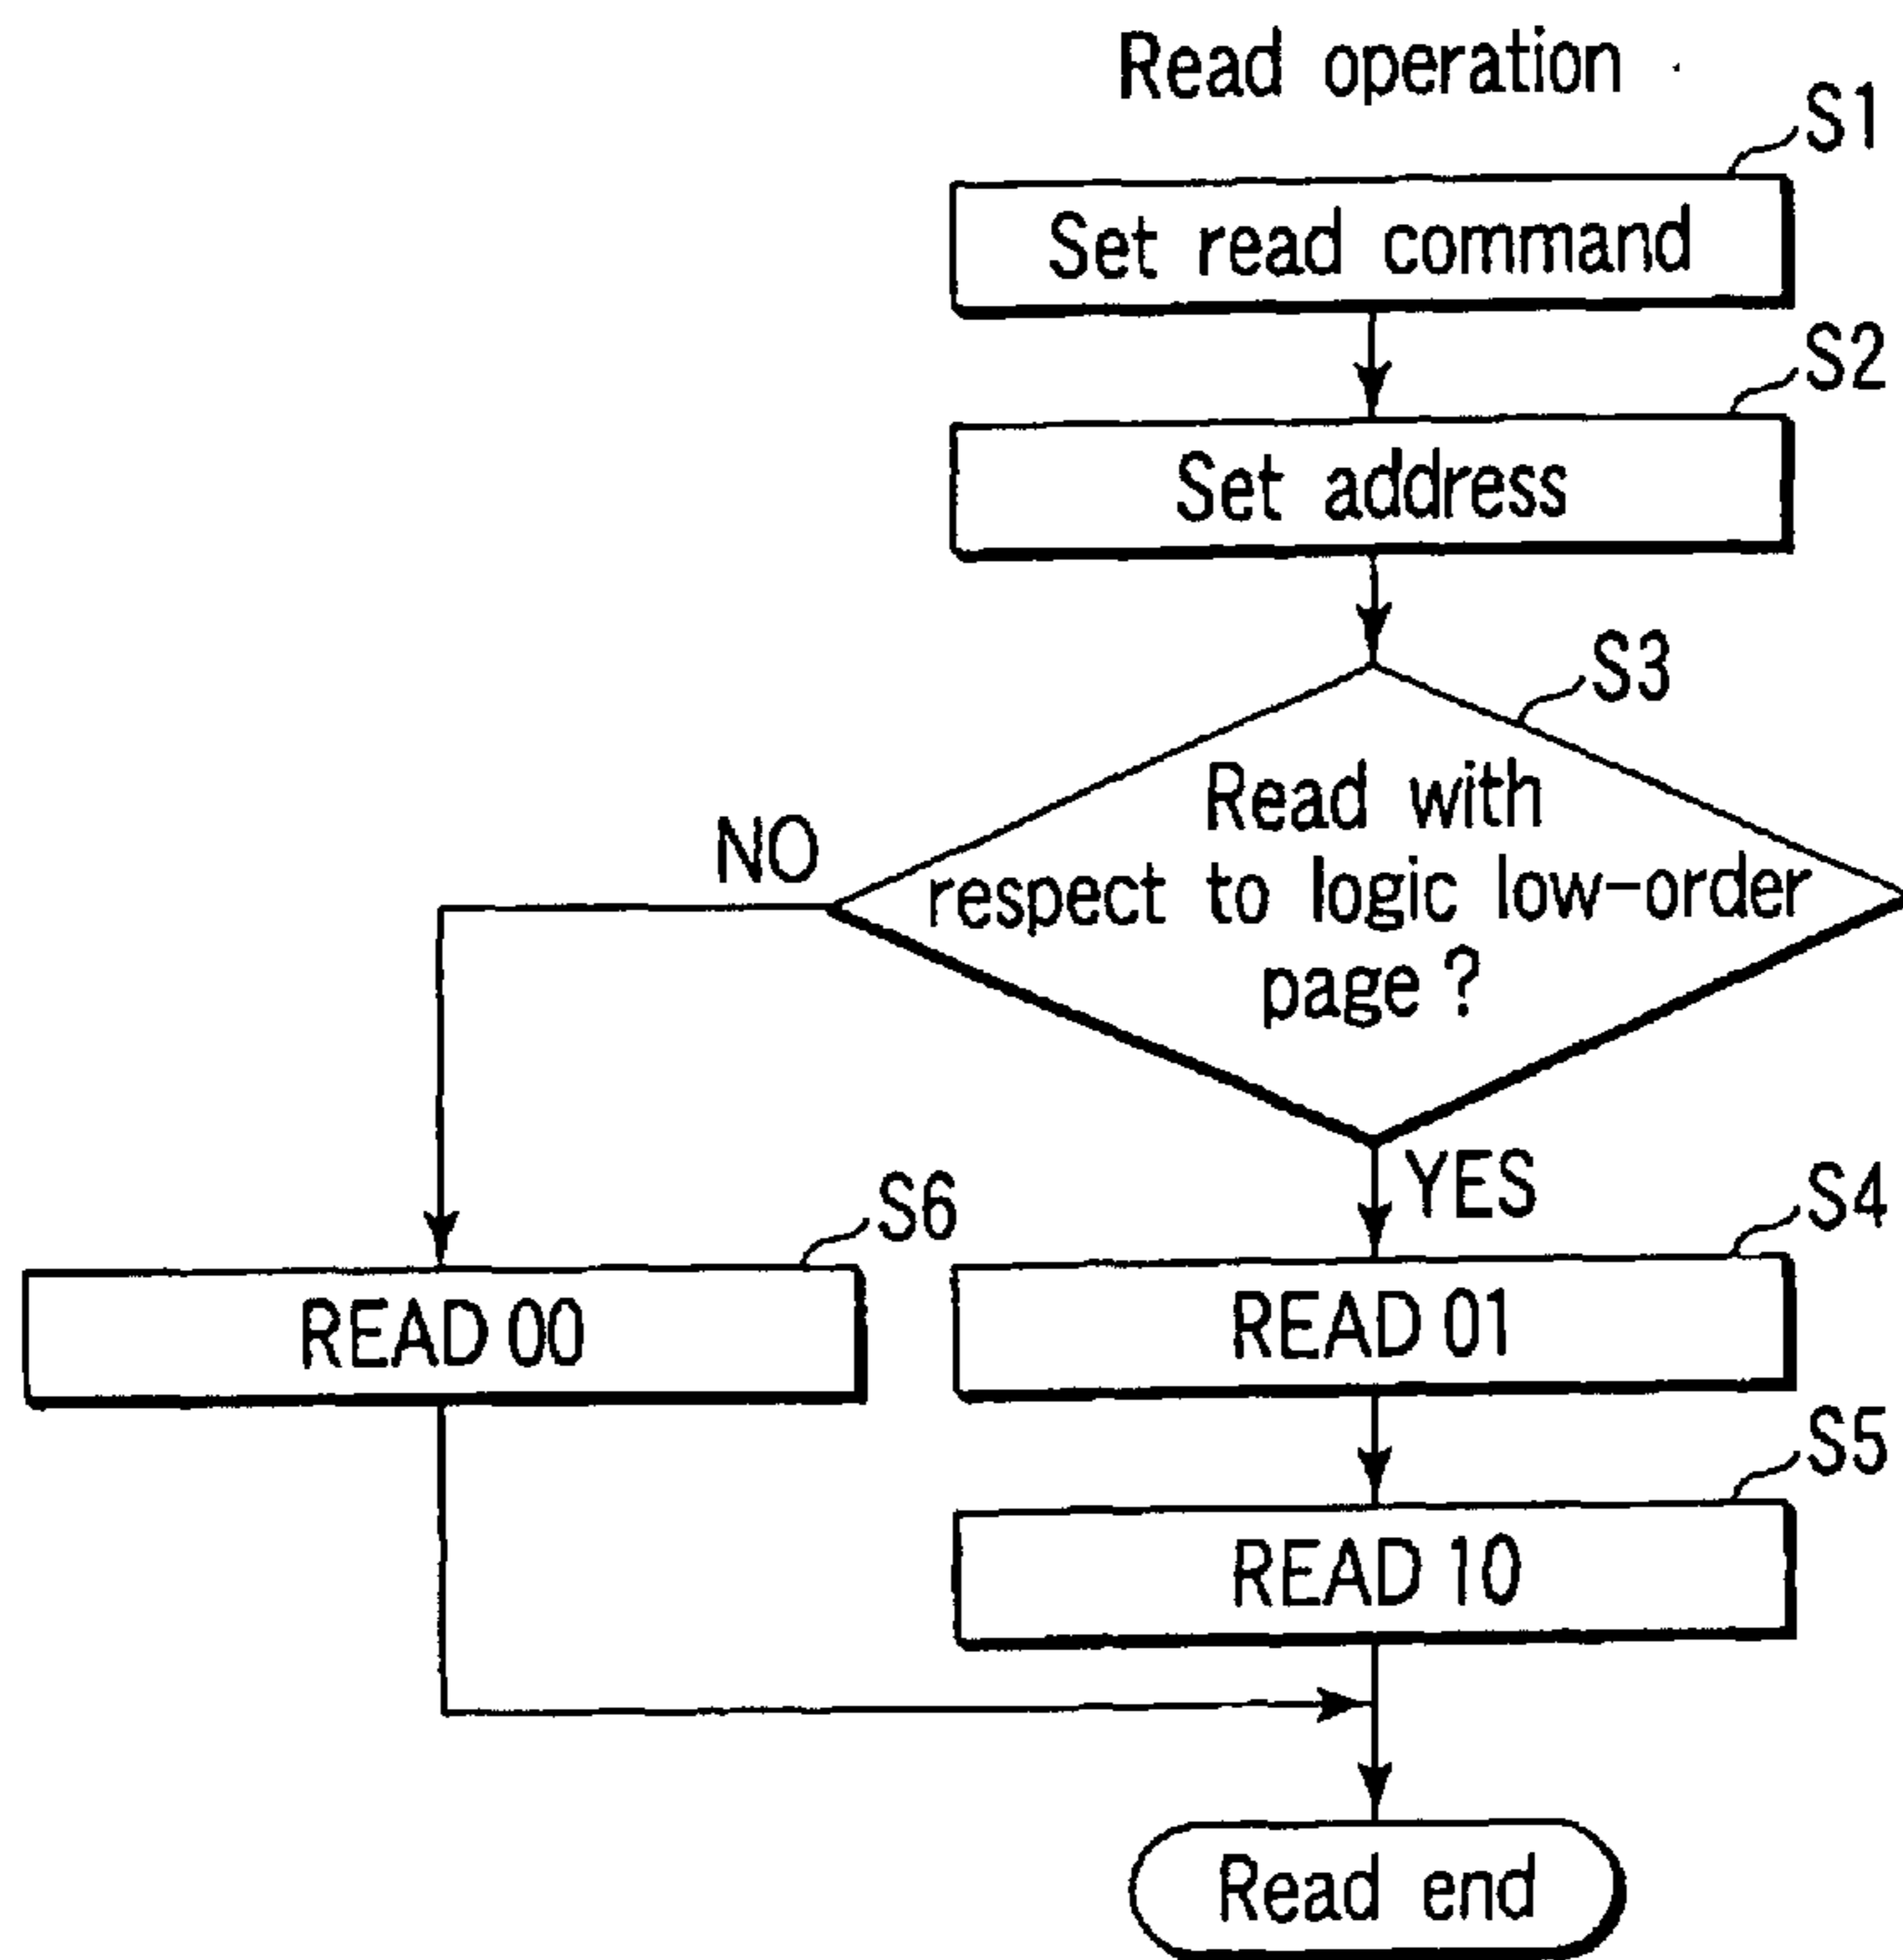 Read operation
S1
Set read command
S2
Set address
S3
Read with
respect to logic low-order
page ?
NO
YES
S6
READ 00
S4
READ 01
S5
READ 10
Read end